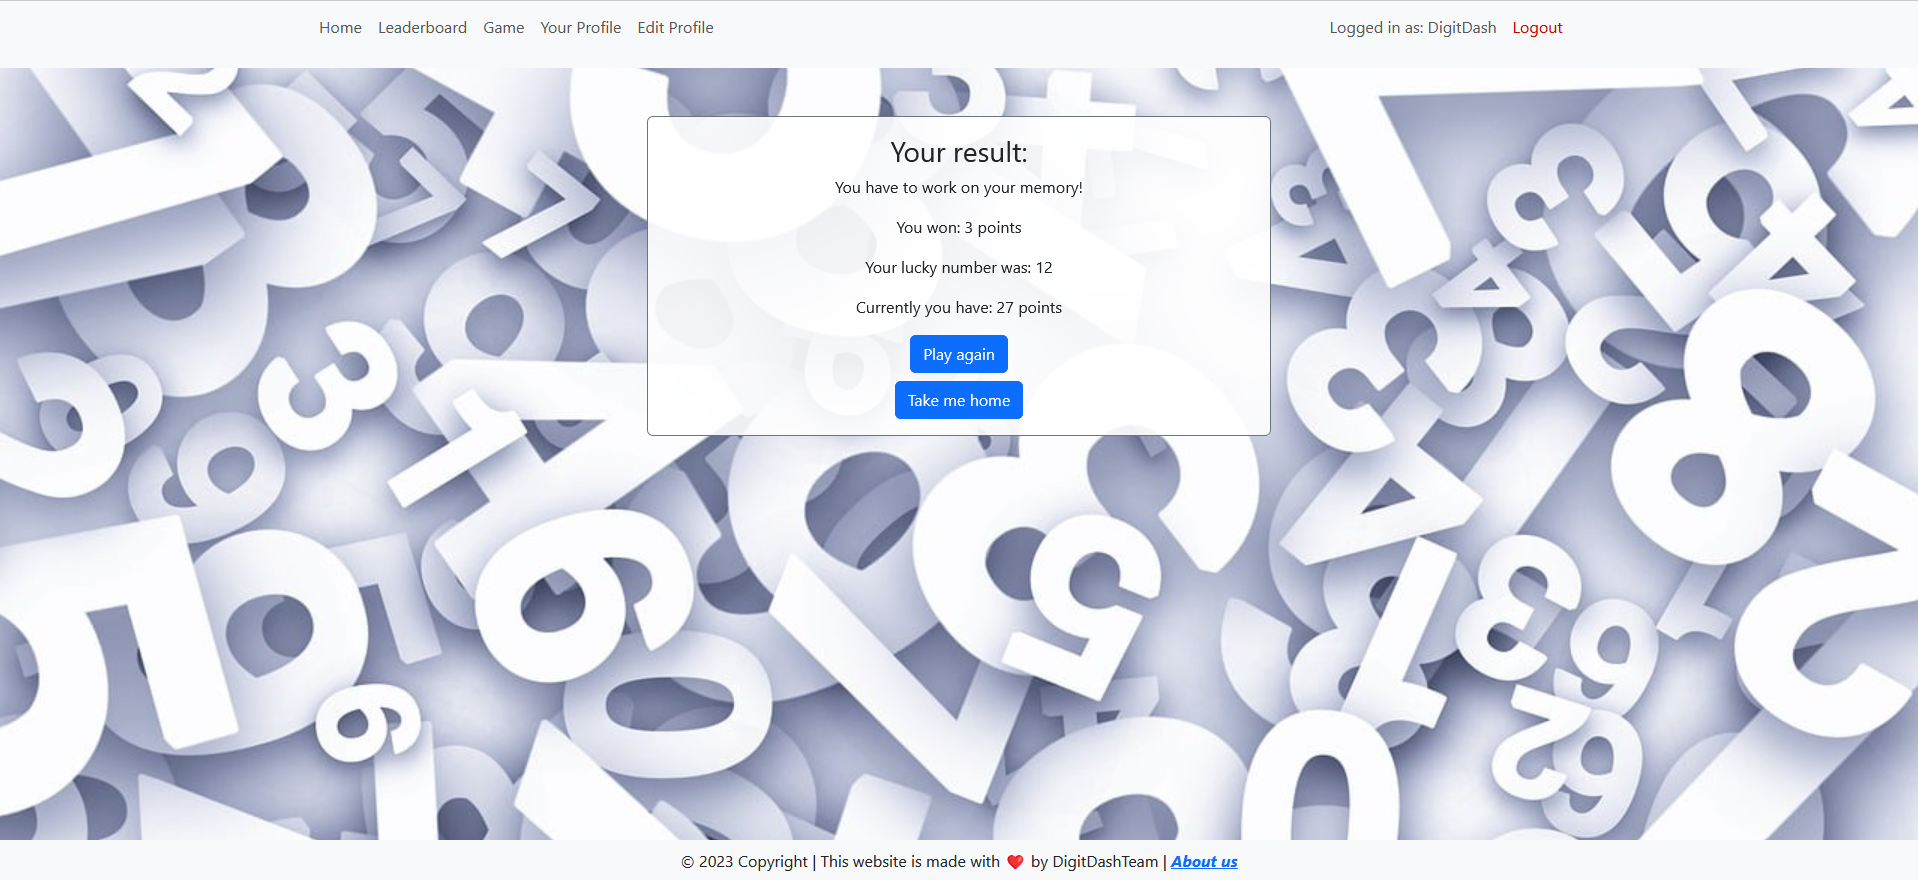 Home Leaderboard Game Your Profile Edit Profile Logged in as: DigitDash Logout
Your result:
You have to work on your memory!
You won: 3 points
Your lucky number was: 12
Currently you have: 27 points
Play again
Take me home
© 2023 Copyright | This website is made with ❤️ by DigitDashTeam | About us